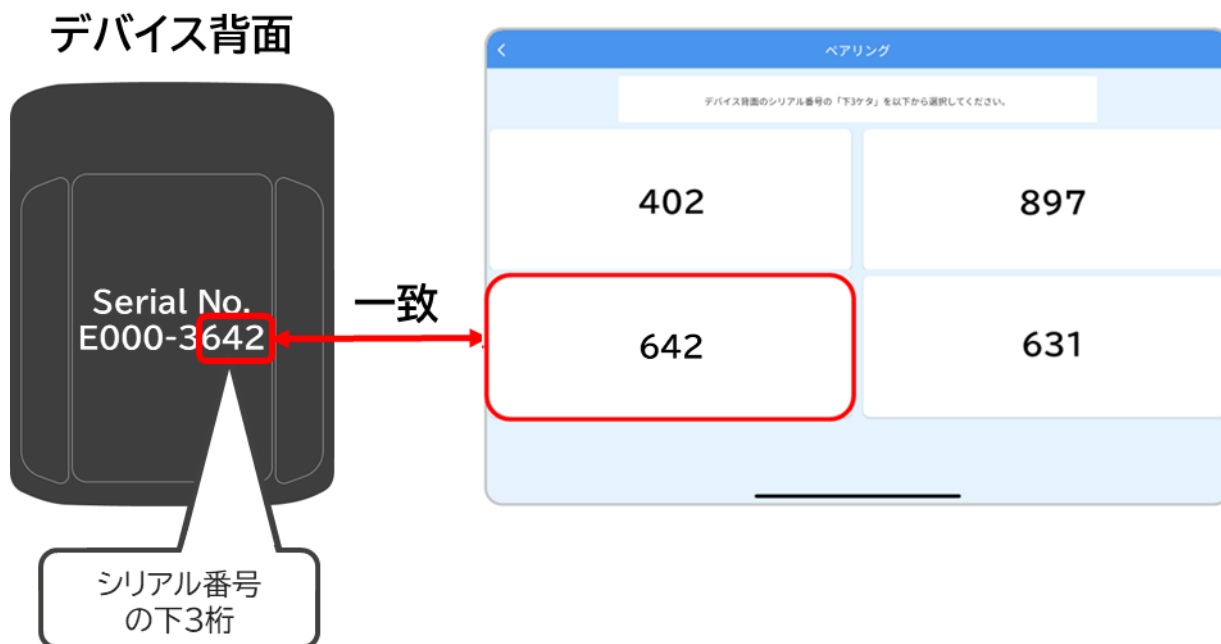 デバイス背面
Serial No.
E000-3642
シリアル番号
の下3桁
一致
ペアリング
デバイス背面のシリアル番号の「下3ケタ」を以下から選択してください。
402
897
642
631